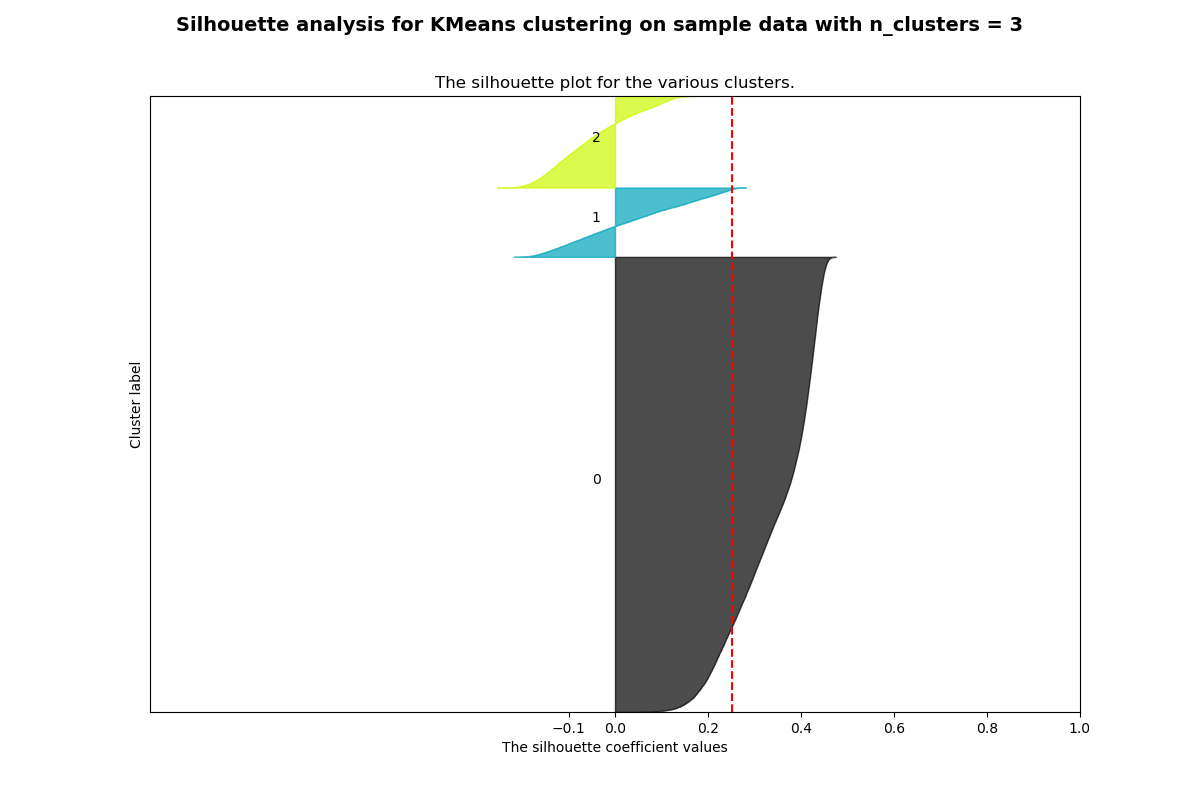 Silhouette analysis for KMeans clustering on sample data with n_clusters = 3
The silhouette plot for the various clusters.
2
1
0
Cluster label
−0.1 0.0 0.2 0.4 0.6 0.8 1.0
The silhouette coefficient values